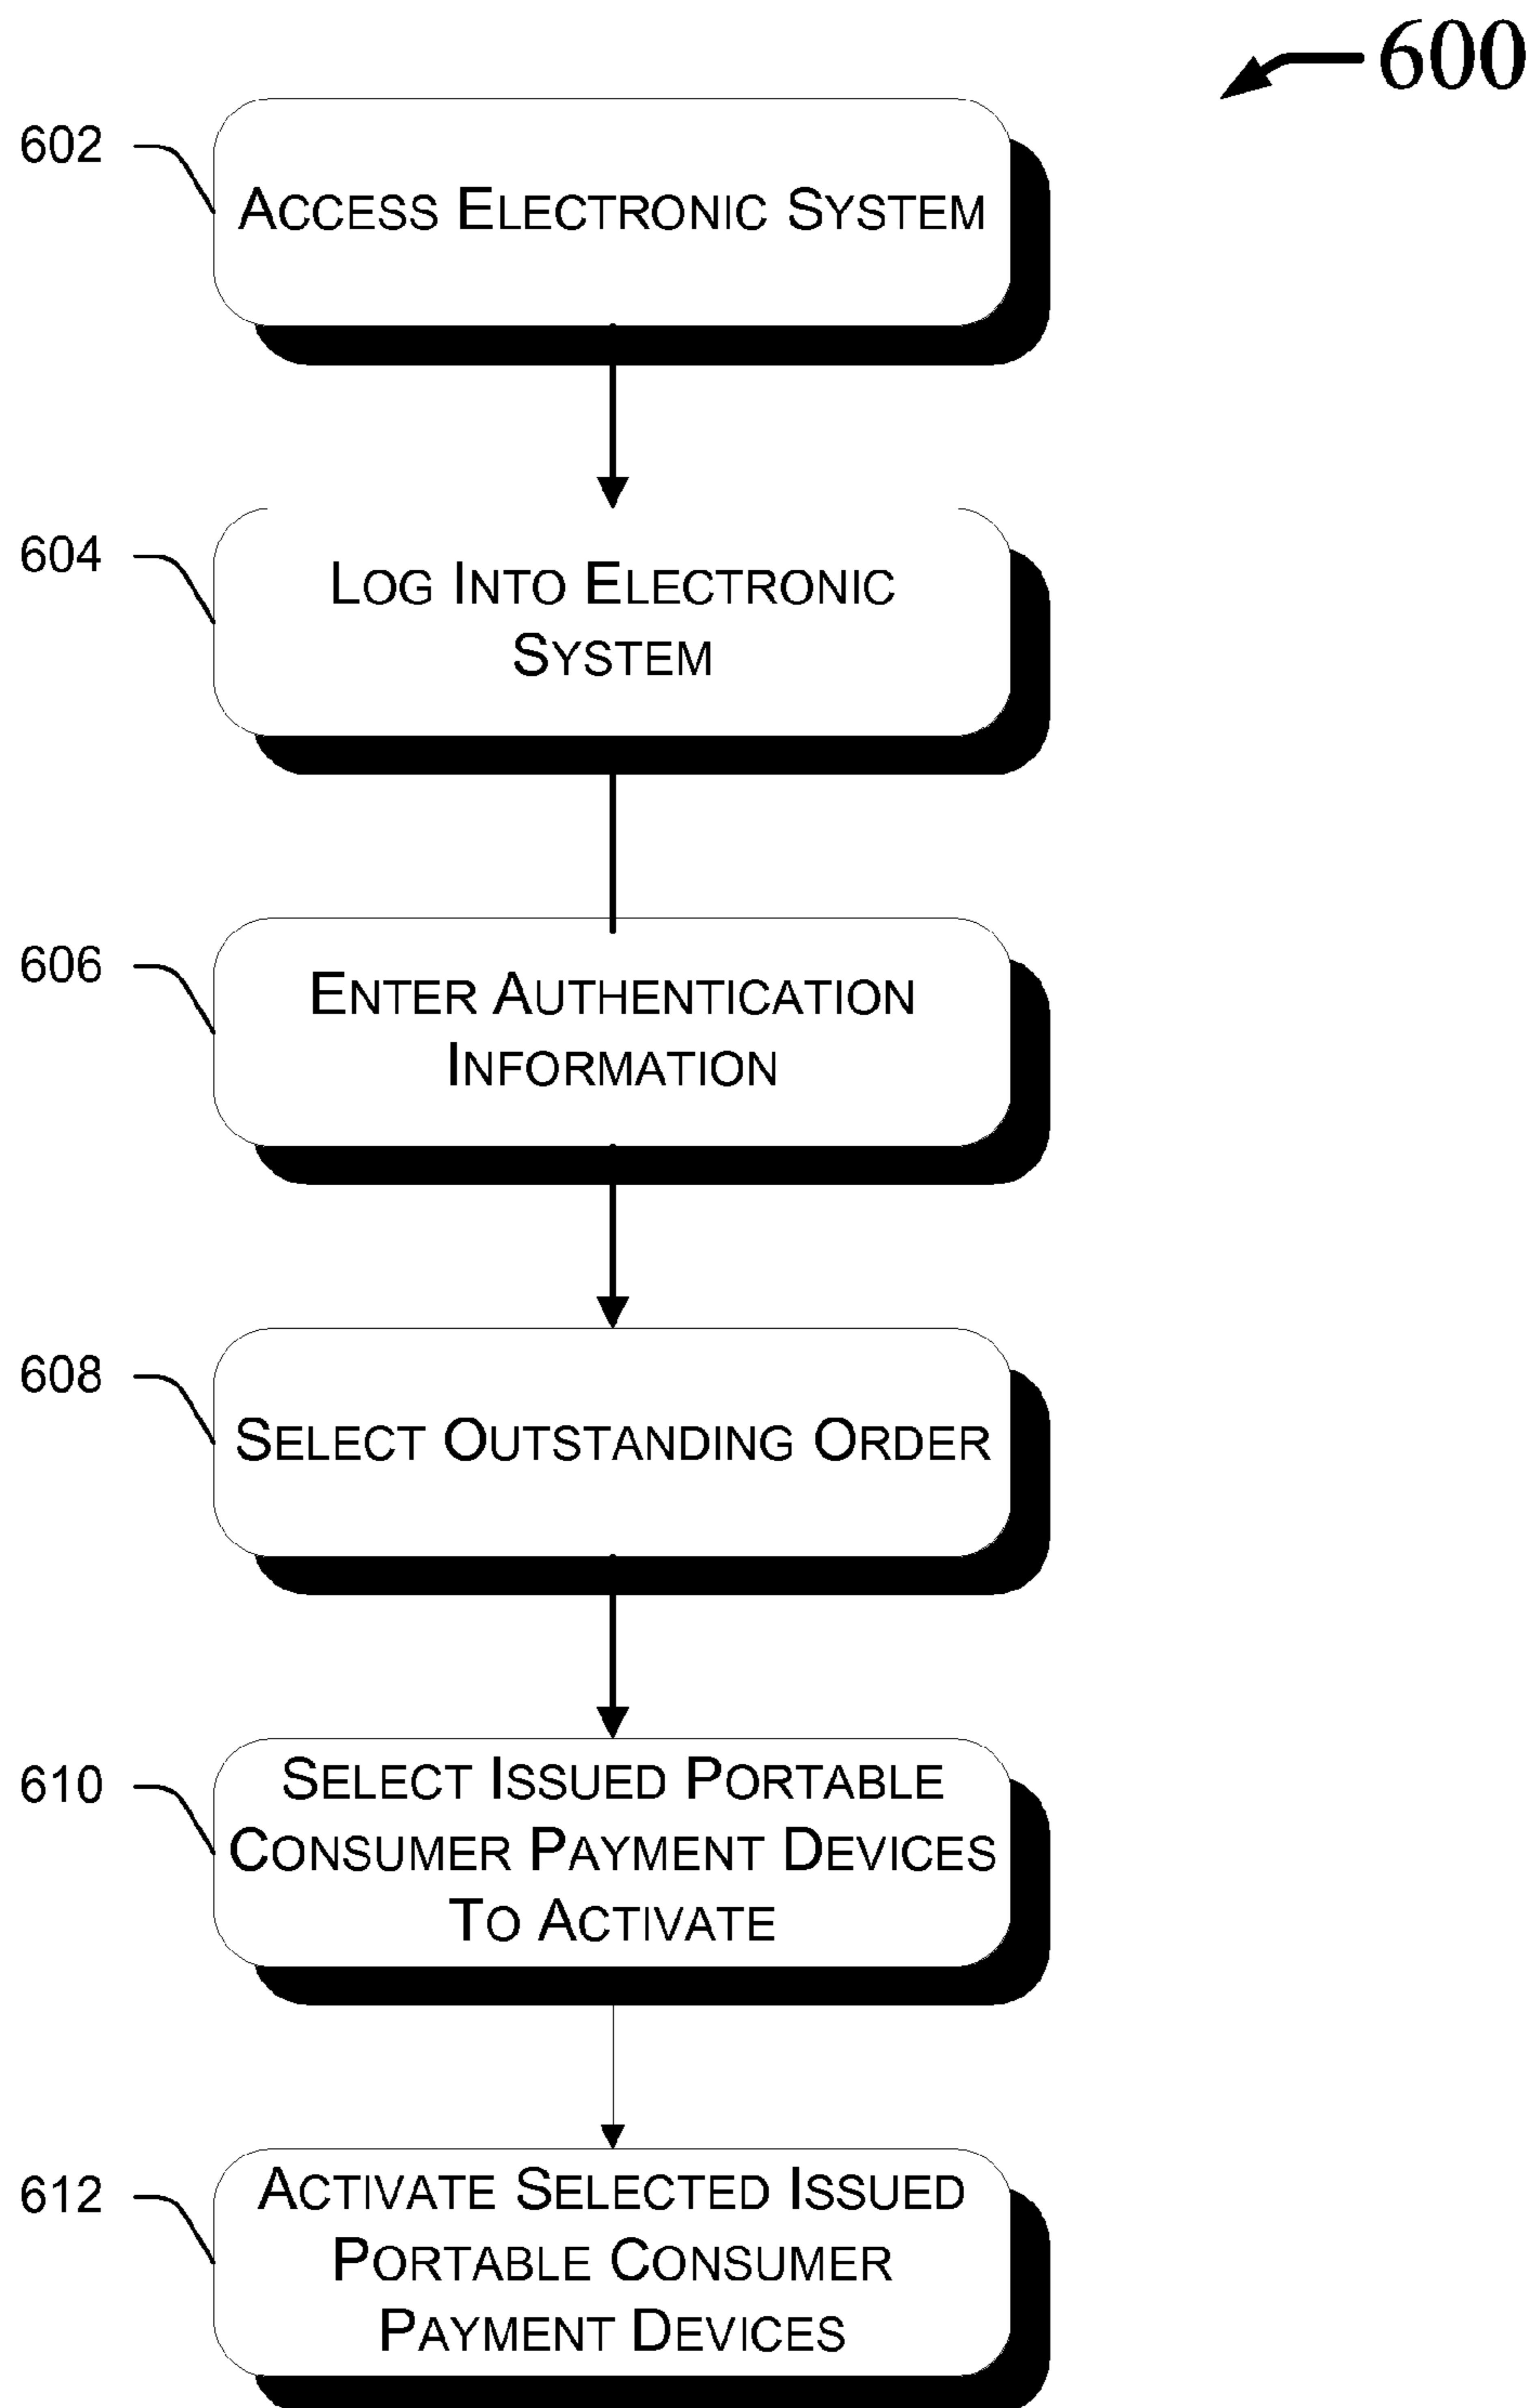 600
602
ACCESS ELECTRONIC SYSTEM
604
LOG INTO ELECTRONIC
SYSTEM
606
ENTER AUTHENTICATION
INFORMATION
608
SELECT OUTSTANDING ORDER
610
SELECT ISSUED PORTABLE
CONSUMER PAYMENT DEVICES
TO ACTIVATE
612
ACTIVATE SELECTED ISSUED
PORTABLE CONSUMER
PAYMENT DEVICES